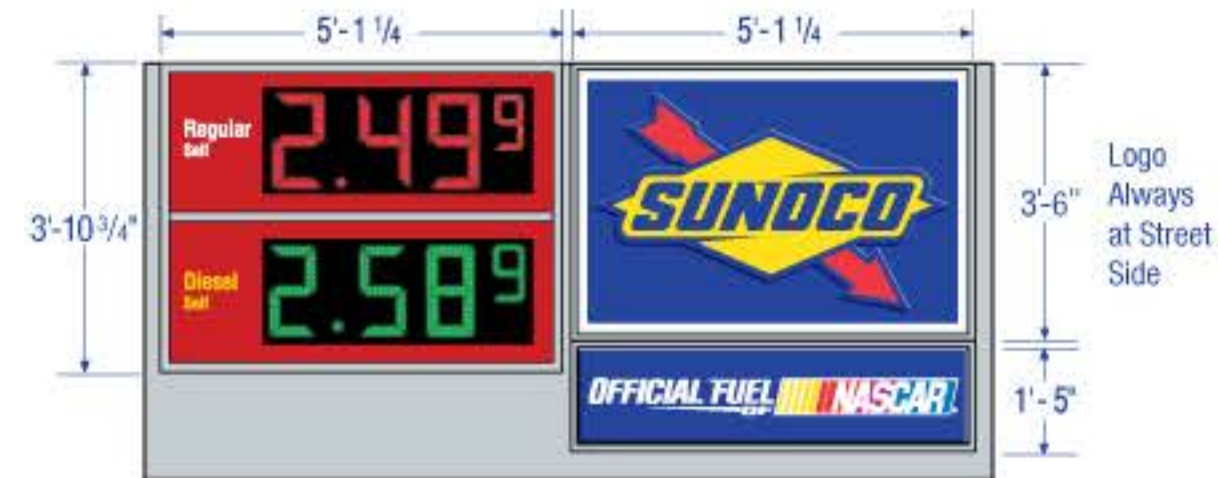 5'-1 1/4
5'-1 1/4
3'-10 3/4"
Regular
Self
2.49 9
Diesel
Self
2.58 9
SUNOCO
OFFICIAL FUEL
OF
NASCAR
3'-6"
1'-5"
Logo
Always
at Street
Side